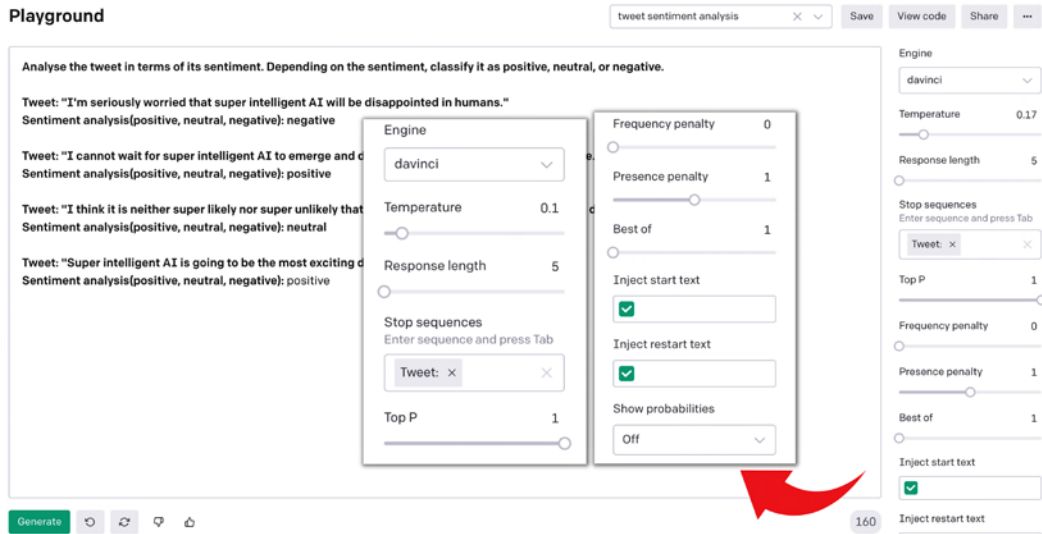 Playground
tweet sentiment analysis
Save
View code
Share
Analyse the tweet in terms of its sentiment. Depending on the sentiment, classify it as positive, neutral, or negative.
Tweet: "I'm seriously worried that super intelligent AI will be disappointed in humans."
Sentiment analysis(positive, neutral, negative): negative
Tweet: "I cannot wait for super intelligent AI to emerge and d
Sentiment analysis(positive, neutral, negative): positive
Tweet: "I think it is neither super likely nor super unlikely that
Sentiment analysis(positive, neutral, negative): neutral
Tweet: "Super intelligent AI is going to be the most exciting d
Sentiment analysis(positive, neutral, negative): positive
Engine
davinci
Temperature 0.1
Response length 5
Stop sequences
Enter sequence and press Tab
Tweet: ×
Top P 1
Frequency penalty 0
Presence penalty 1
Best of 1
Inject start text
Inject restart text
Show probabilities
Off
Engine
davinci
Temperature 0.17
Response length 5
Stop sequences
Enter sequence and press Tab
Tweet: ×
Top P 1
Frequency penalty 0
Presence penalty 1
Best of 1
Inject start text
Inject restart text
Generate
160